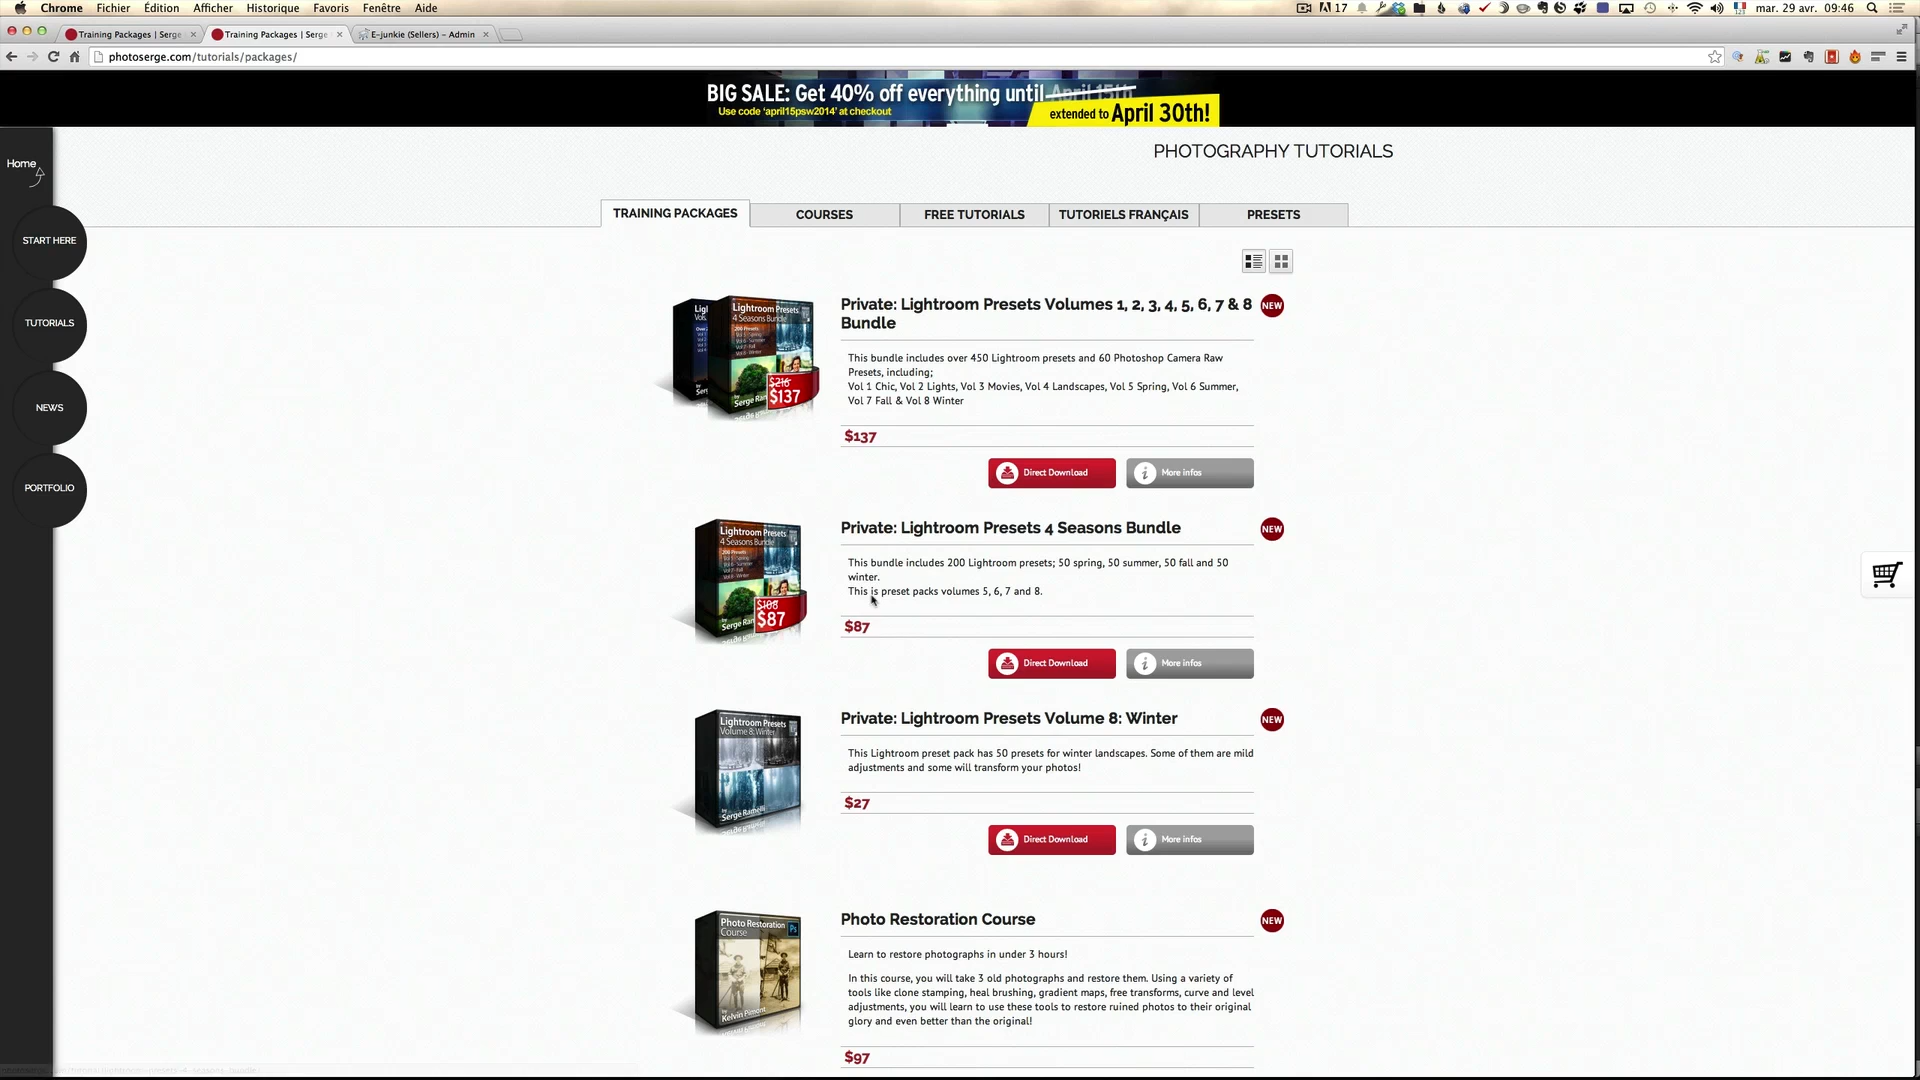 Chrome Fichier Édition Afficher Historique Favoris Fenêtre Aide 17 mar. 29 avr. 09:46
Training Packages | Serge Training Packages | Serge E-junkie (Sellers) – Admin
photoserge.com/tutorials/packages/
BIG SALE: Get 40% off everything until April 15th
Use code 'april15psw2014' at checkout
extended to April 30th!
Home
PHOTOGRAPHY TUTORIALS
TRAINING PACKAGES COURSES FREE TUTORIALS TUTORIELS FRANÇAIS PRESETS
START HERE
TUTORIALS
NEWS
PORTFOLIO
Lightroom Presets
4 Seasons Bundle
$216
$137
Private: Lightroom Presets Volumes 1, 2, 3, 4, 5, 6, 7 & 8
Bundle
NEW
This bundle includes over 450 Lightroom presets and 60 Photoshop Camera Raw
Presets, including;
Vol 1 Chic, Vol 2 Lights, Vol 3 Movies, Vol 4 Landscapes, Vol 5 Spring, Vol 6 Summer,
Vol 7 Fall & Vol 8 Winter
$137
Direct Download More infos
Lightroom Presets
4 Seasons Bundle
$108
$87
Private: Lightroom Presets 4 Seasons Bundle
NEW
This bundle includes 200 Lightroom presets; 50 spring, 50 summer, 50 fall and 50
winter.
This is preset packs volumes 5, 6, 7 and 8.
$87
Direct Download More infos
Lightroom Presets
Volume 8: Winter
by
Serge Ramelli
Private: Lightroom Presets Volume 8: Winter
NEW
This Lightroom preset pack has 50 presets for winter landscapes. Some of them are mild
adjustments and some will transform your photos!
$27
Direct Download More infos
Photo Restoration
Course
Ps
by
Kelvin Pimont
Photo Restoration Course
NEW
Learn to restore photographs in under 3 hours!
In this course, you will take 3 old photographs and restore them. Using a variety of
tools like clone stamping, heal brushing, gradient maps, free transforms, curve and level
adjustments, you will learn to use these tools to restore ruined photos to their original
glory and even better than the original!
$97